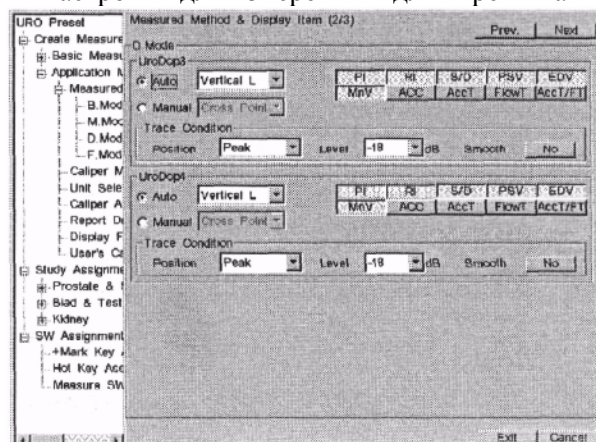 URO Preset
Create Measure
Basic Measu
Application M
Measured
B.Mod
M.Moc
D.Mod
F.Mod
Caliper M
Unit Sele
Caliper A
Report D
Display F
User's Ca
Study Assignme
Prostate &
Blad & Test
Kidney
SW Assignment
+Mark Key
Hot Key Acc
Measure SW
Measured Method & Display Item (2/3)
Prev. Next
D.Mode
UroDop3
Auto Vertical L PI RI S/D PSV EDV
Manual Cross Point MnV ACC AccT FlowT AccT/FT
Trace Condition
Position Peak Level -18 dB Smooth No
UroDop4
Auto Vertical L PI RI S/D PSV EDV
Manual Cross Point MnV ACC AccT FlowT AccT/FT
Trace Condition
Position Peak Level -18 dB Smooth No
Exit Cancel